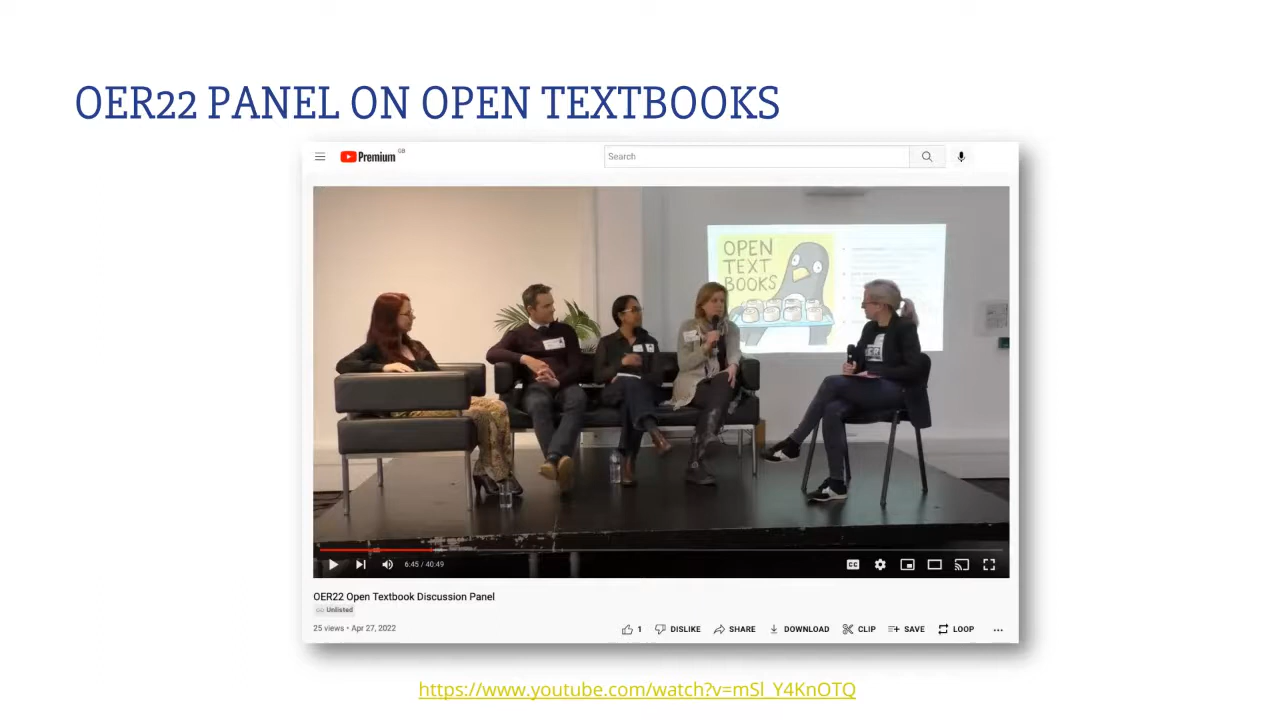 OER22 PANEL ON OPEN TEXTBOOKS
Premium GB
Search
OPEN
TEXT
BOOKS
6:45 / 40:49
CC
OER22 Open Textbook Discussion Panel
Unlisted
25 views • Apr 27, 2022
1 DISLIKE SHARE DOWNLOAD CLIP SAVE LOOP ...
https://www.youtube.com/watch?v=mSl_Y4KnOTQ